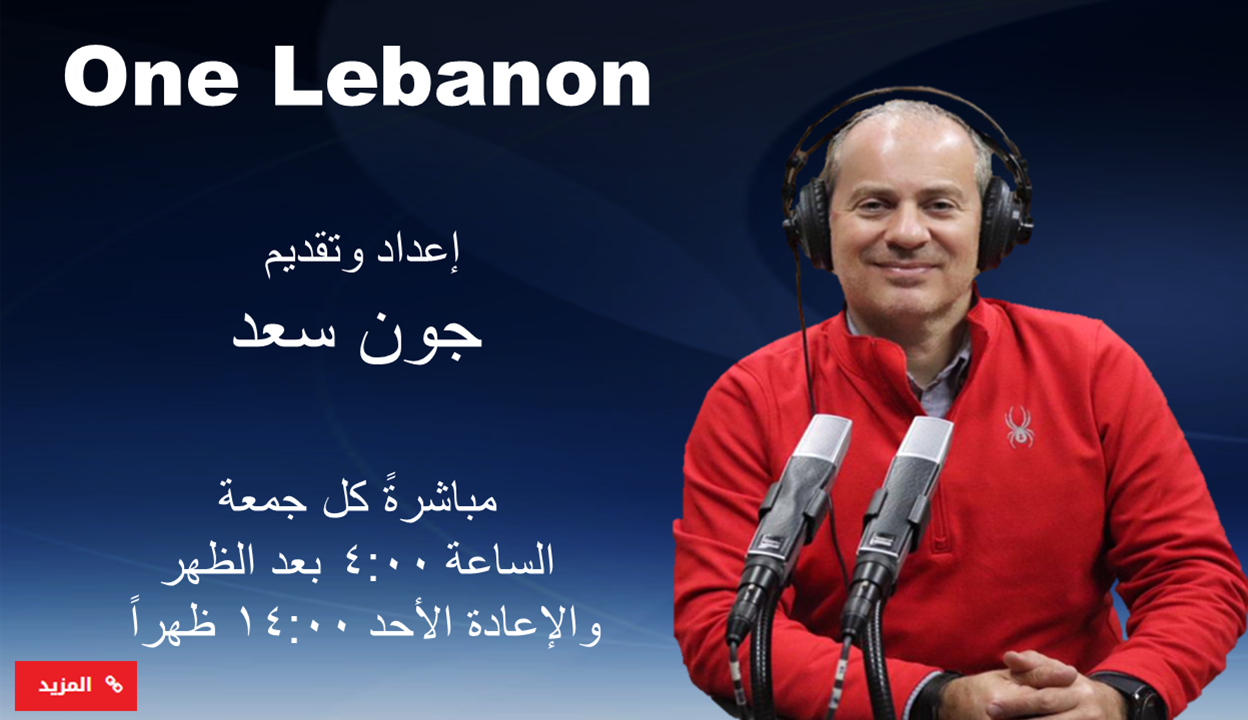 One Lebanon
إعداد وتقديم
جون سعد
مباشرةً كل جمعة
الساعة ٤:٠٠ بعد الظهر
والإعادة الأحد ١٤:٠٠ ظهراً
المزيد